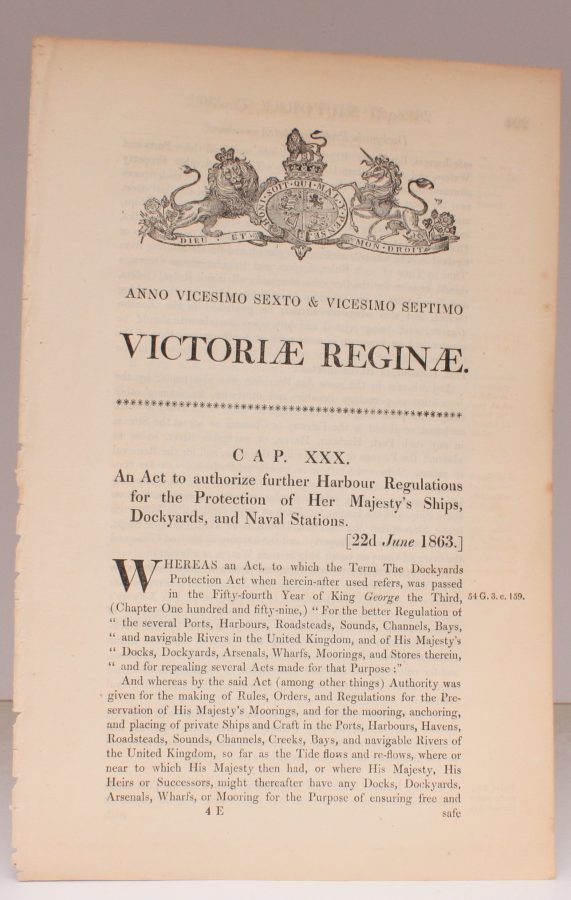 HONI·SOIT·QUI·MAL·Y·PENSE
DIEU · ET
MON·DROIT
ANNO VICESIMO SEXTO & VICESIMO SEPTIMO
VICTORIÆ REGINÆ.
CAP. XXX.
An Act to authorize further Harbour Regulations
for the Protection of Her Majesty's Ships,
Dockyards, and Naval Stations.
[22d June 1863.]
WHEREAS an Act, to which the Term The Dockyards
Protection Act when herein-after used refers, was passed
in the Fifty-fourth Year of King George the Third,
54 G. 3. c. 159.
(Chapter One hundred and fifty-nine,) " For the better Regulation of
" the several Ports, Harbours, Roadsteads, Sounds, Channels, Bays,
" and navigable Rivers in the United Kingdom, and of His Majesty's
" Docks, Dockyards, Arsenals, Wharfs, Moorings, and Stores therein,
" and for repealing several Acts made for that Purpose :"
And whereas by the said Act (among other things) Authority was
given for the making of Rules, Orders, and Regulations for the Pre-
servation of His Majesty's Moorings, and for the mooring, anchoring,
and placing of private Ships and Craft in the Ports, Harbours, Havens,
Roadsteads, Sounds, Channels, Creeks, Bays, and navigable Rivers of
the United Kingdom, so far as the Tide flows and re-flows, where or
near to which His Majesty then had, or where His Majesty, His
Heirs or Successors, might thereafter have any Docks, Dockyards,
Arsenals, Wharfs, or Mooring for the Purpose of ensuring free and
4 E
safe